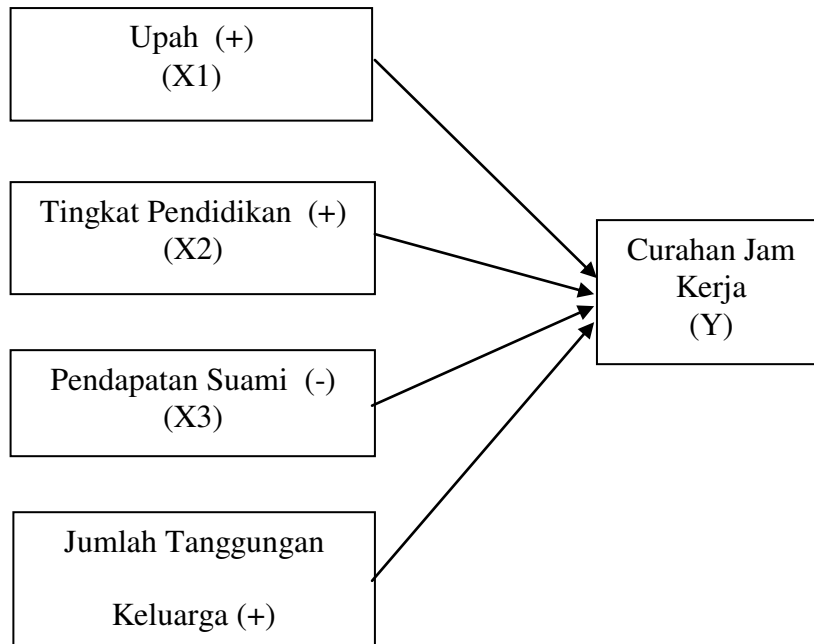 Upah (+)
(X1)
Tingkat Pendidikan (+)
(X2)
Pendapatan Suami (-)
(X3)
Jumlah Tanggungan
Keluarga (+)
Curahan Jam
Kerja
(Y)